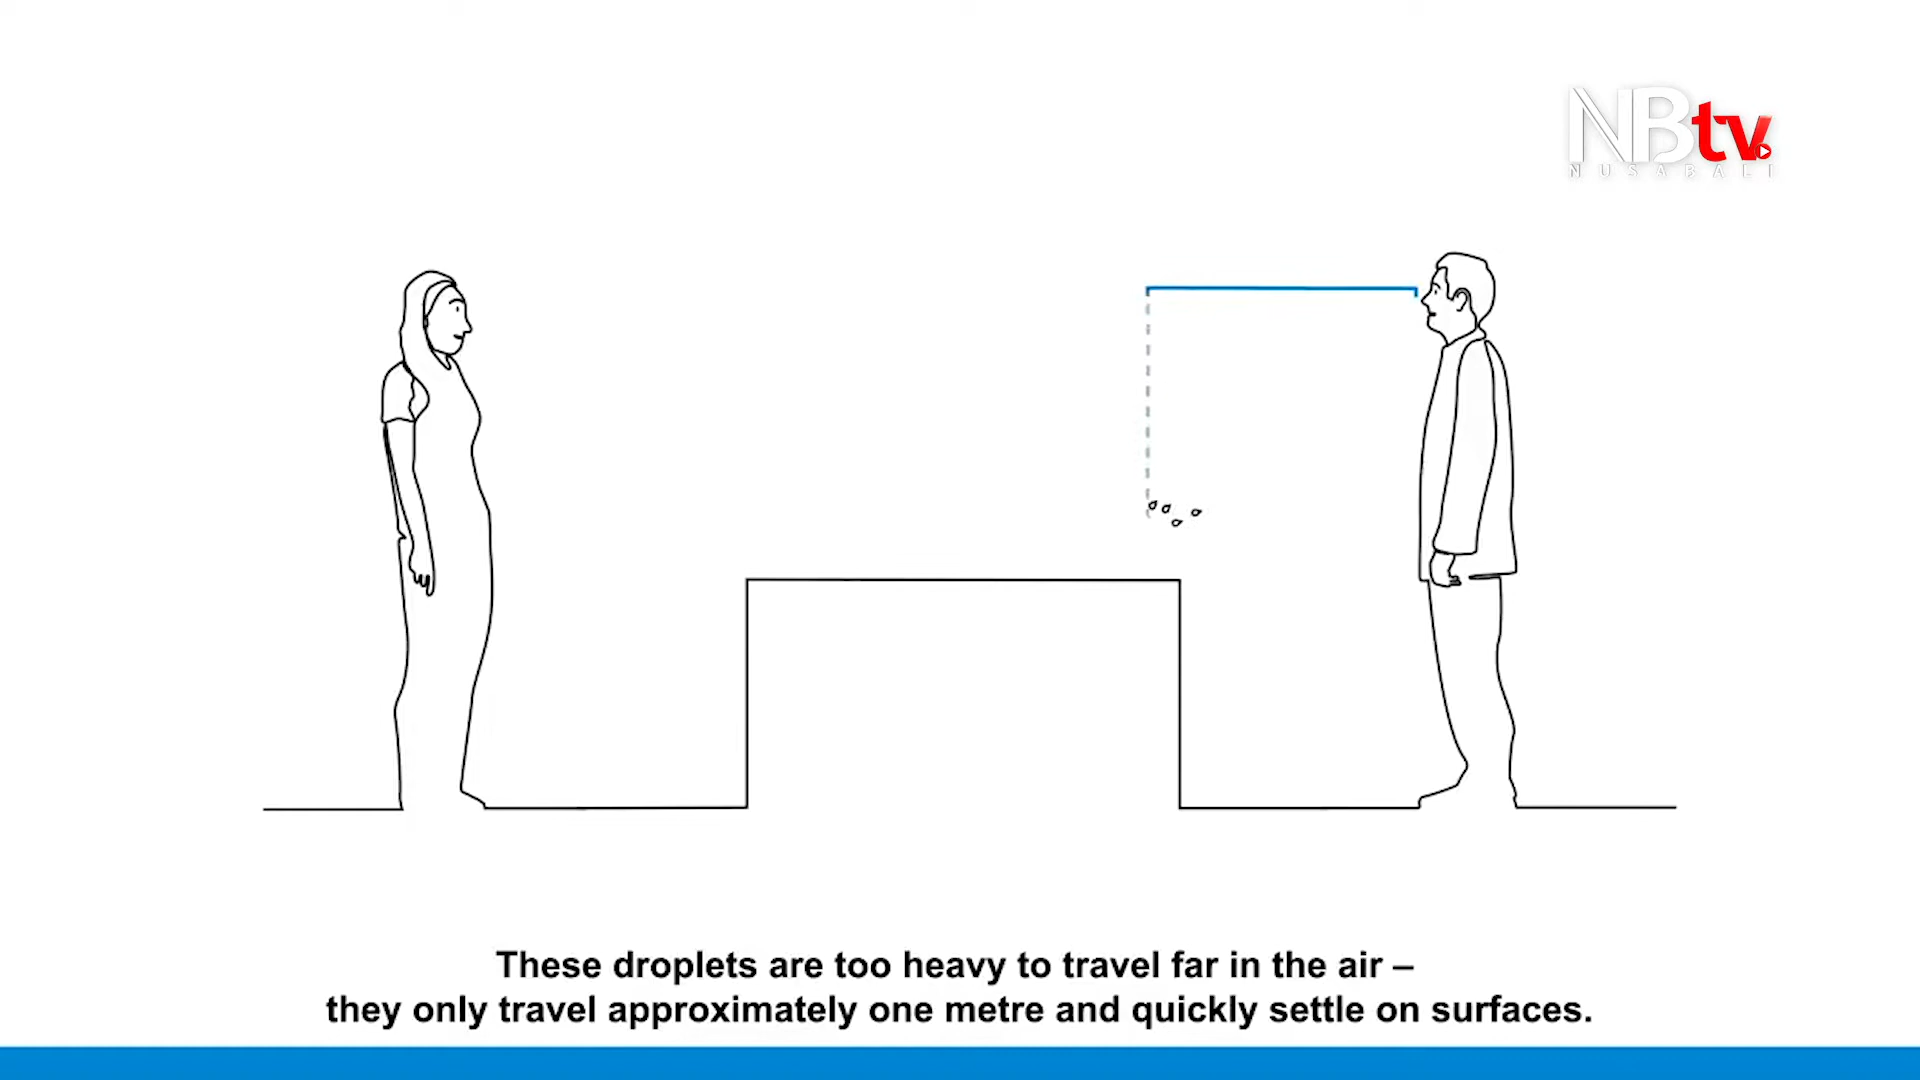 NBtv
NUSABALI
These droplets are too heavy to travel far in the air –
they only travel approximately one metre and quickly settle on surfaces.